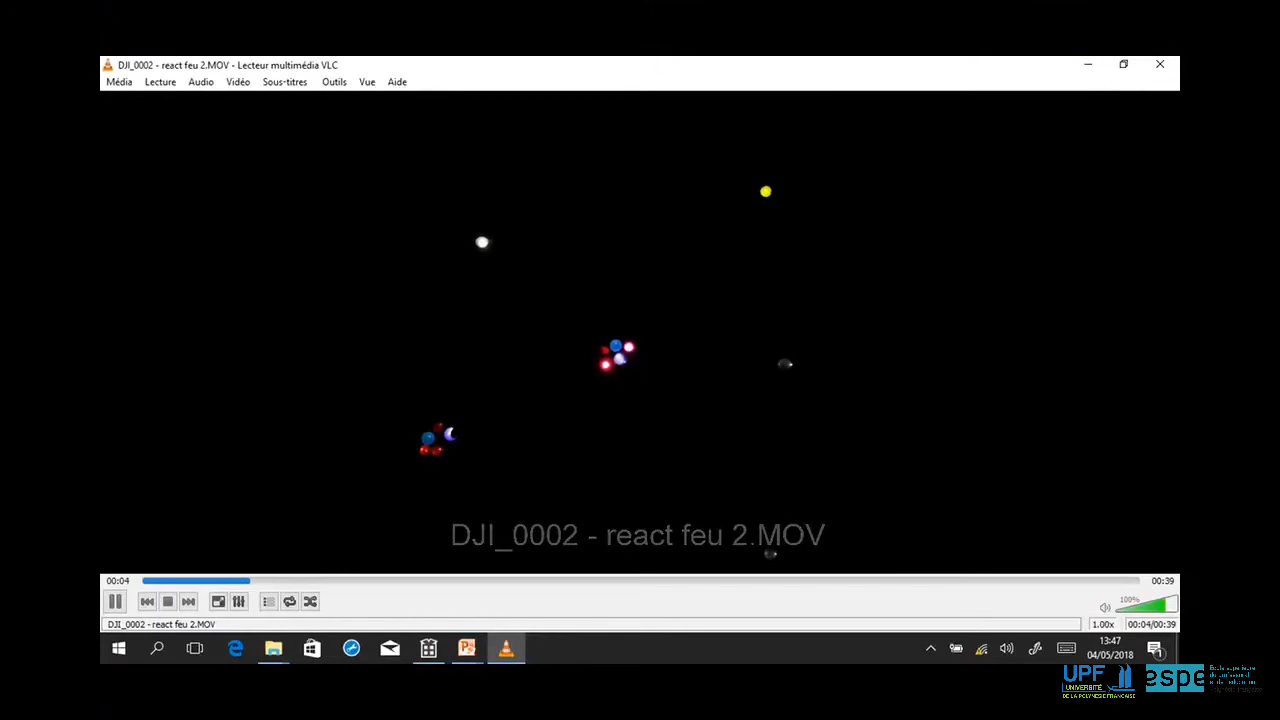 DJI_0002 - react feu 2.MOV - Lecteur multimédia VLC
Média Lecture Audio Vidéo Sous-titres Outils Vue Aide
DJI_0002 - react feu 2.MOV
00:04 00:39
100%
DJI_0002 - react feu 2.MOV 1.00x 00:04/00:39
13:47
04/05/2018
1
UPF
UNIVERSITÉ
DE LA POLYNÉSIE FRANÇAISE
espe